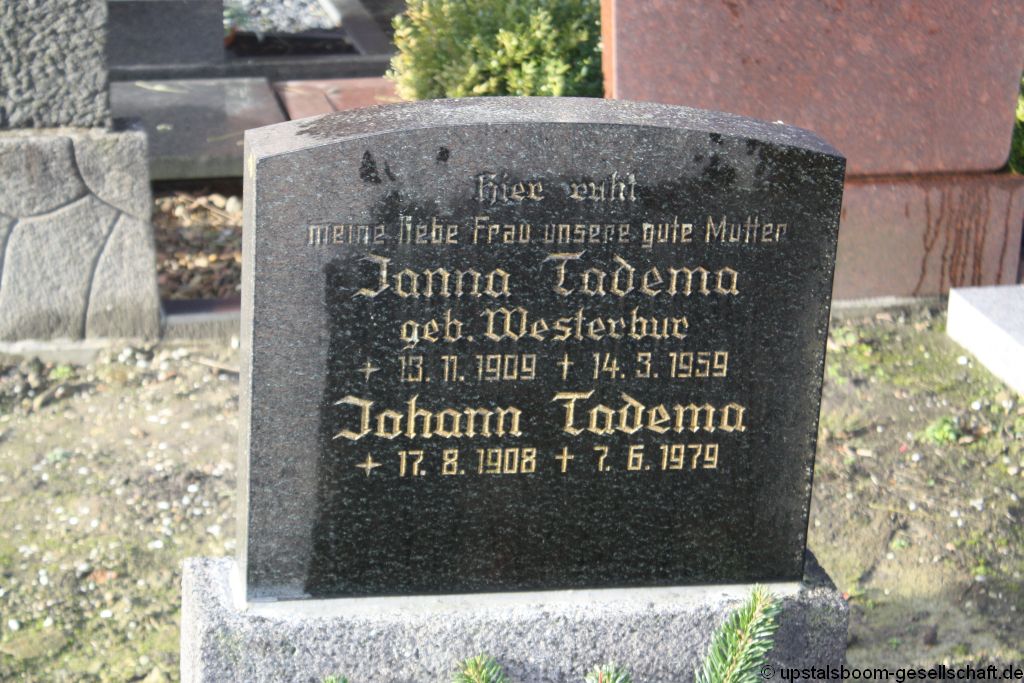 Hier ruht
meine liebe Frau unsere gute Mutter
Janna Tadema
geb. Westerbur
+ 13. 11. 1909 † 14. 3. 1959
Johann Tadema
+ 17. 8. 1908 † 7. 6. 1979
© upstalsboom-gesellschaft.de